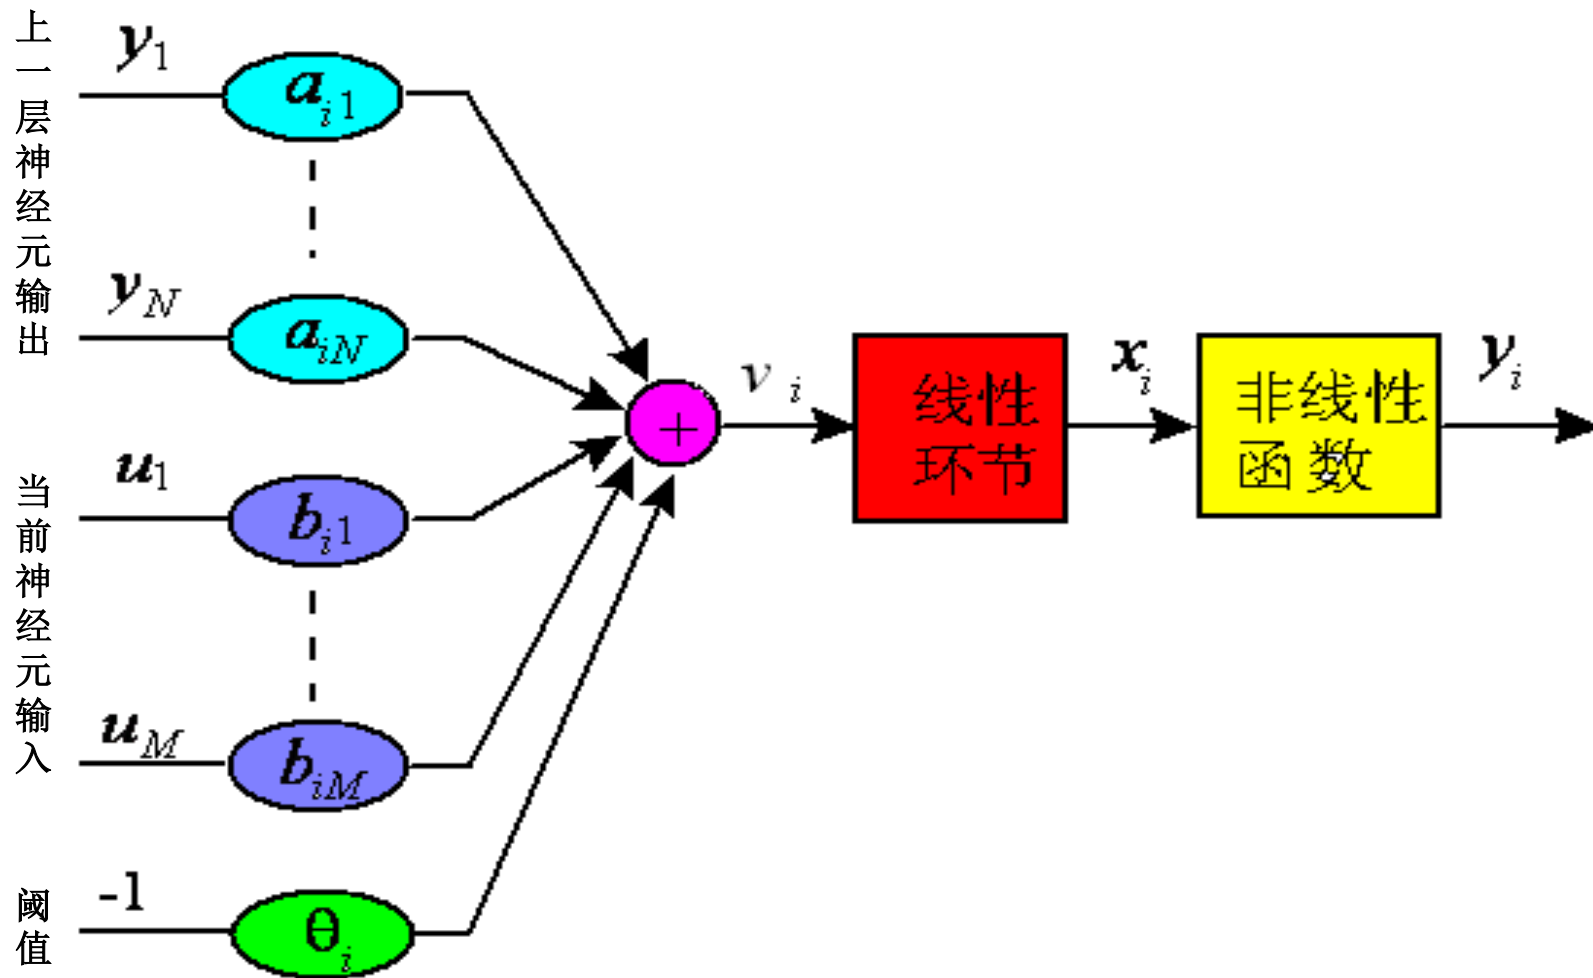 上一层神经元输出
y1
ai1
yN
aiN
当前神经元输入
u1
bi1
uM
biM
阈值
-1
θi
+
vi
线性
环节
xi
非线性
函数
yi